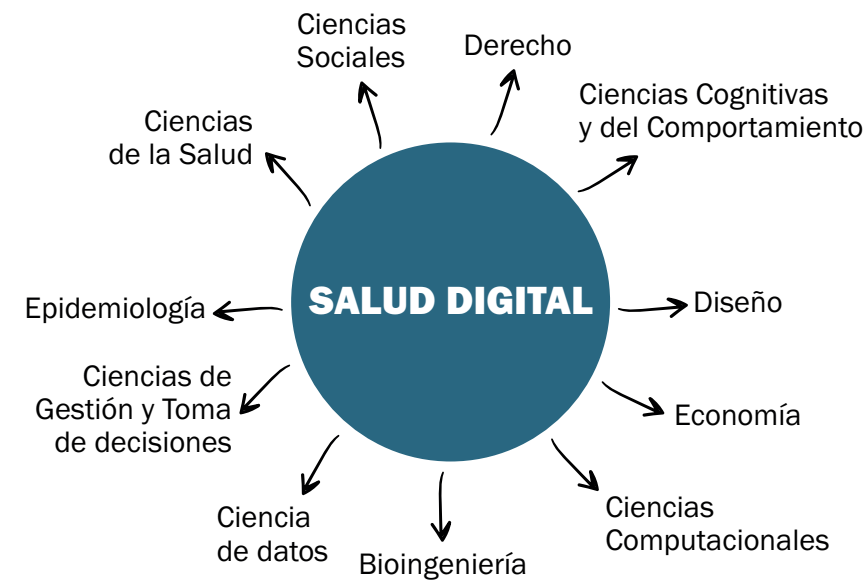 Ciencias
Sociales
Derecho
Ciencias Cognitivas
y del Comportamiento
Ciencias
de la Salud
SALUD DIGITAL
Epidemiología
Diseño
Ciencias de
Gestión y Toma
de decisiones
Economía
Ciencia
de datos
Bioingeniería
Ciencias
Computacionales